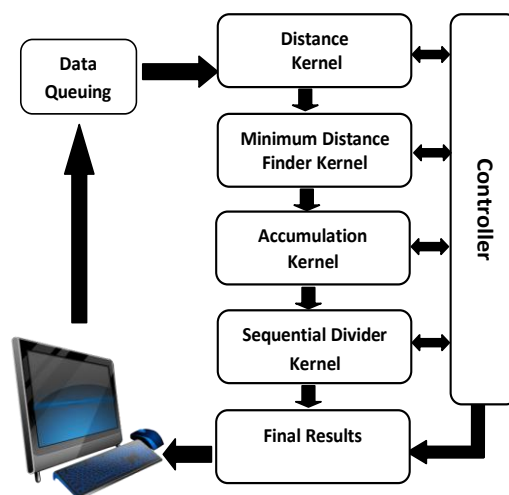 Data
Queuing
Distance
Kernel
Minimum Distance
Finder Kernel
Accumulation
Kernel
Sequential Divider
Kernel
Final Results
Controller